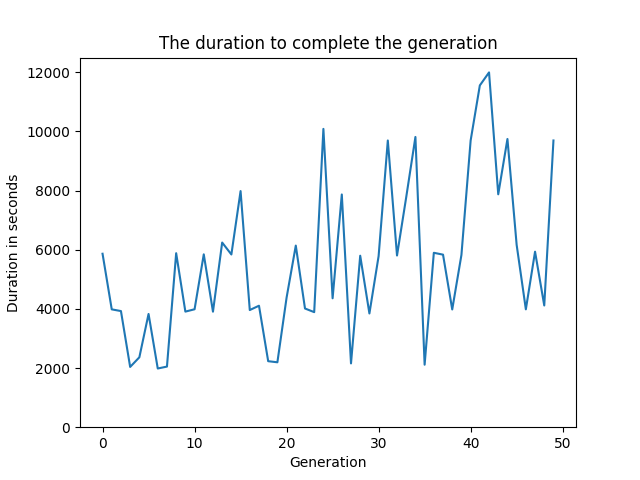 The duration to complete the generation
12000
10000
8000
6000
4000
2000
0
Duration in seconds
0 10 20 30 40 50
Generation